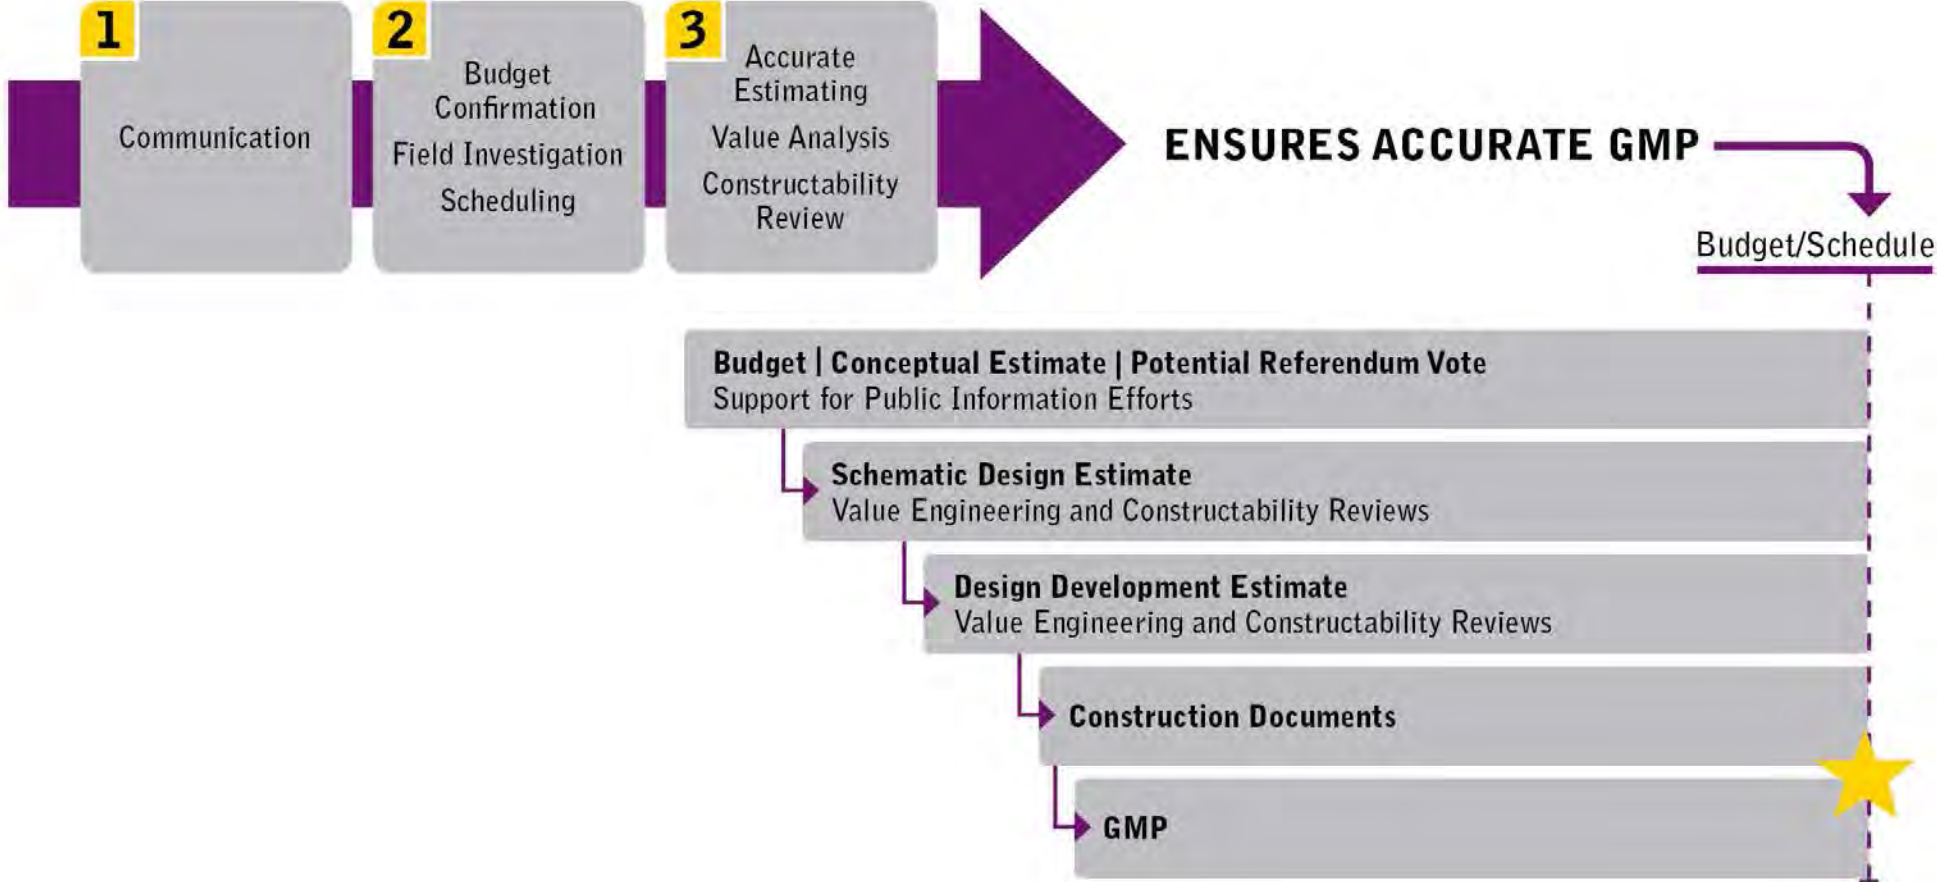 1
Communication
2
Budget
Confirmation
Field Investigation
Scheduling
3
Accurate
Estimating
Value Analysis
Constructability
Review
ENSURES ACCURATE GMP
Budget/Schedule
Budget | Conceptual Estimate | Potential Referendum Vote
Support for Public Information Efforts
Schematic Design Estimate
Value Engineering and Constructability Reviews
Design Development Estimate
Value Engineering and Constructability Reviews
Construction Documents
GMP